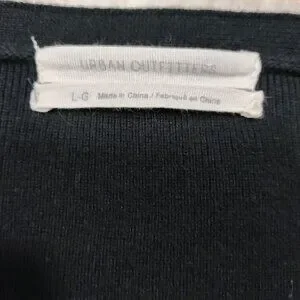 URBAN OUTFITTERS
L-G Made in China / Fabriqué en Chine